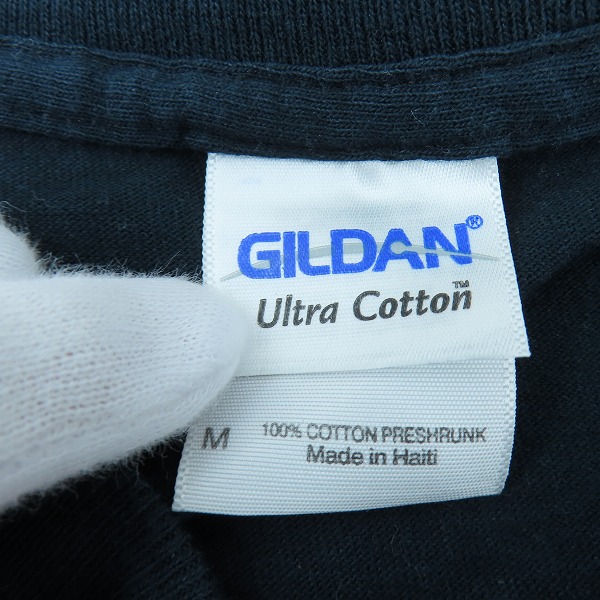 GILDAN®
Ultra Cotton™
M 100% COTTON PRESHRUNK
Made in Haiti